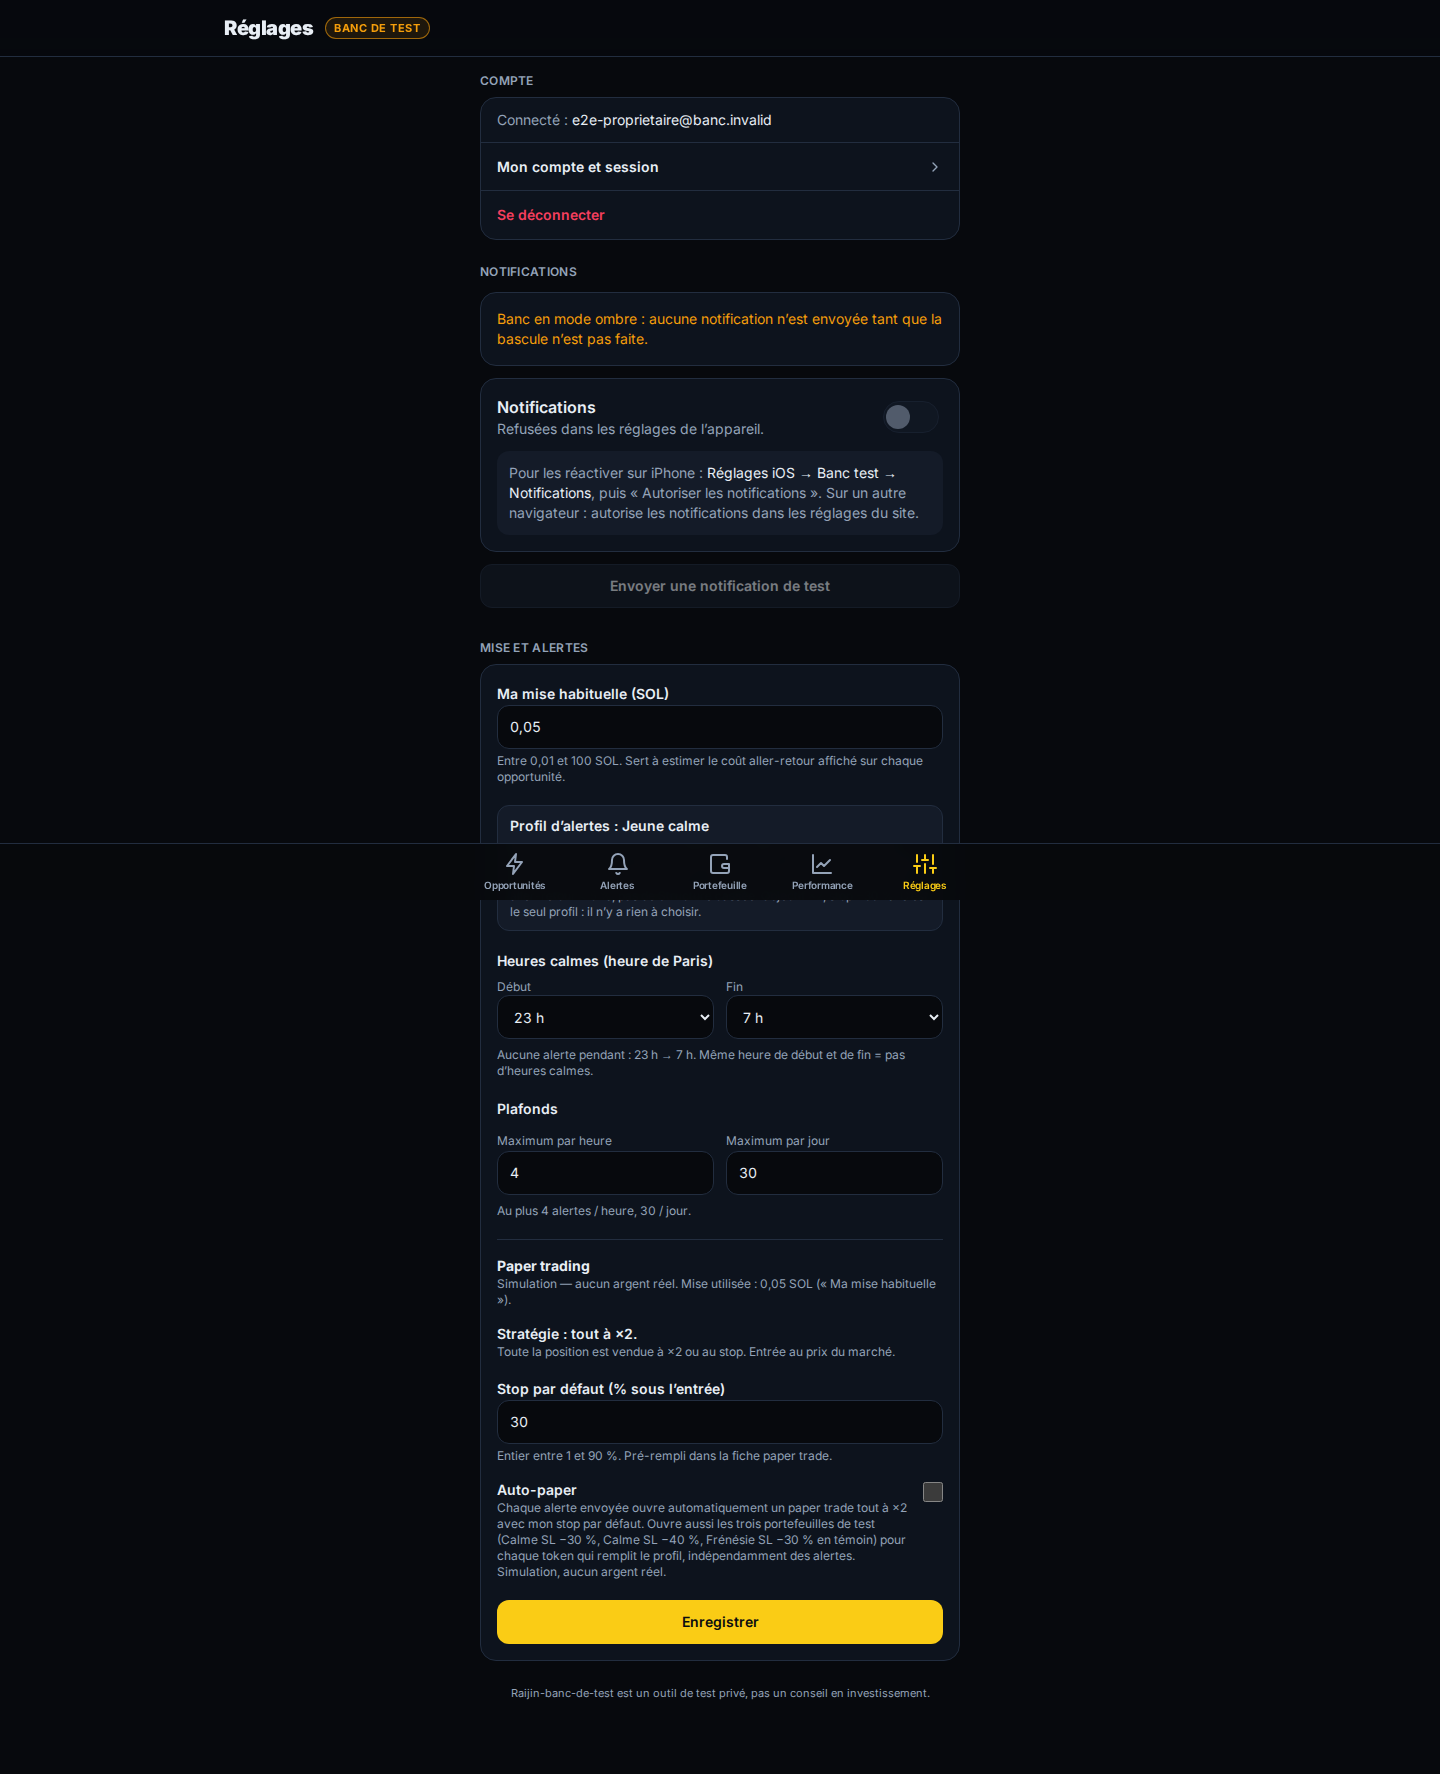 Réglages BANC DE TEST
COMPTE
Connecté : e2e-proprietaire@banc.invalid
Mon compte et session
Se déconnecter
NOTIFICATIONS
Banc en mode ombre : aucune notification n’est envoyée tant que la
bascule n’est pas faite.
Notifications
Refusées dans les réglages de l’appareil.
Pour les réactiver sur iPhone : Réglages iOS → Banc test →
Notifications, puis « Autoriser les notifications ». Sur un autre
navigateur : autorise les notifications dans les réglages du site.
Envoyer une notification de test
MISE ET ALERTES
Ma mise habituelle (SOL)
0,05
Entre 0,01 et 100 SOL. Sert à estimer le coût aller-retour affiché sur chaque
opportunité.
Profil d’alertes : Jeune calme
Opportunités Alertes Portefeuille Performance Réglages
le seul profil : il n’y a rien à choisir.
Heures calmes (heure de Paris)
Début Fin
23 h 7 h
Aucune alerte pendant : 23 h → 7 h. Même heure de début et de fin = pas
d’heures calmes.
Plafonds
Maximum par heure Maximum par jour
4 30
Au plus 4 alertes / heure, 30 / jour.
Paper trading
Simulation — aucun argent réel. Mise utilisée : 0,05 SOL (« Ma mise habituelle
»).
Stratégie : tout à ×2.
Toute la position est vendue à ×2 ou au stop. Entrée au prix du marché.
Stop par défaut (% sous l’entrée)
30
Entier entre 1 et 90 %. Pré-rempli dans la fiche paper trade.
Auto-paper
Chaque alerte envoyée ouvre automatiquement un paper trade tout à ×2
avec mon stop par défaut. Ouvre aussi les trois portefeuilles de test
(Calme SL −30 %, Calme SL −40 %, Frénésie SL −30 % en témoin) pour
chaque token qui remplit le profil, indépendamment des alertes.
Simulation, aucun argent réel.
Enregistrer
Raijin-banc-de-test est un outil de test privé, pas un conseil en investissement.